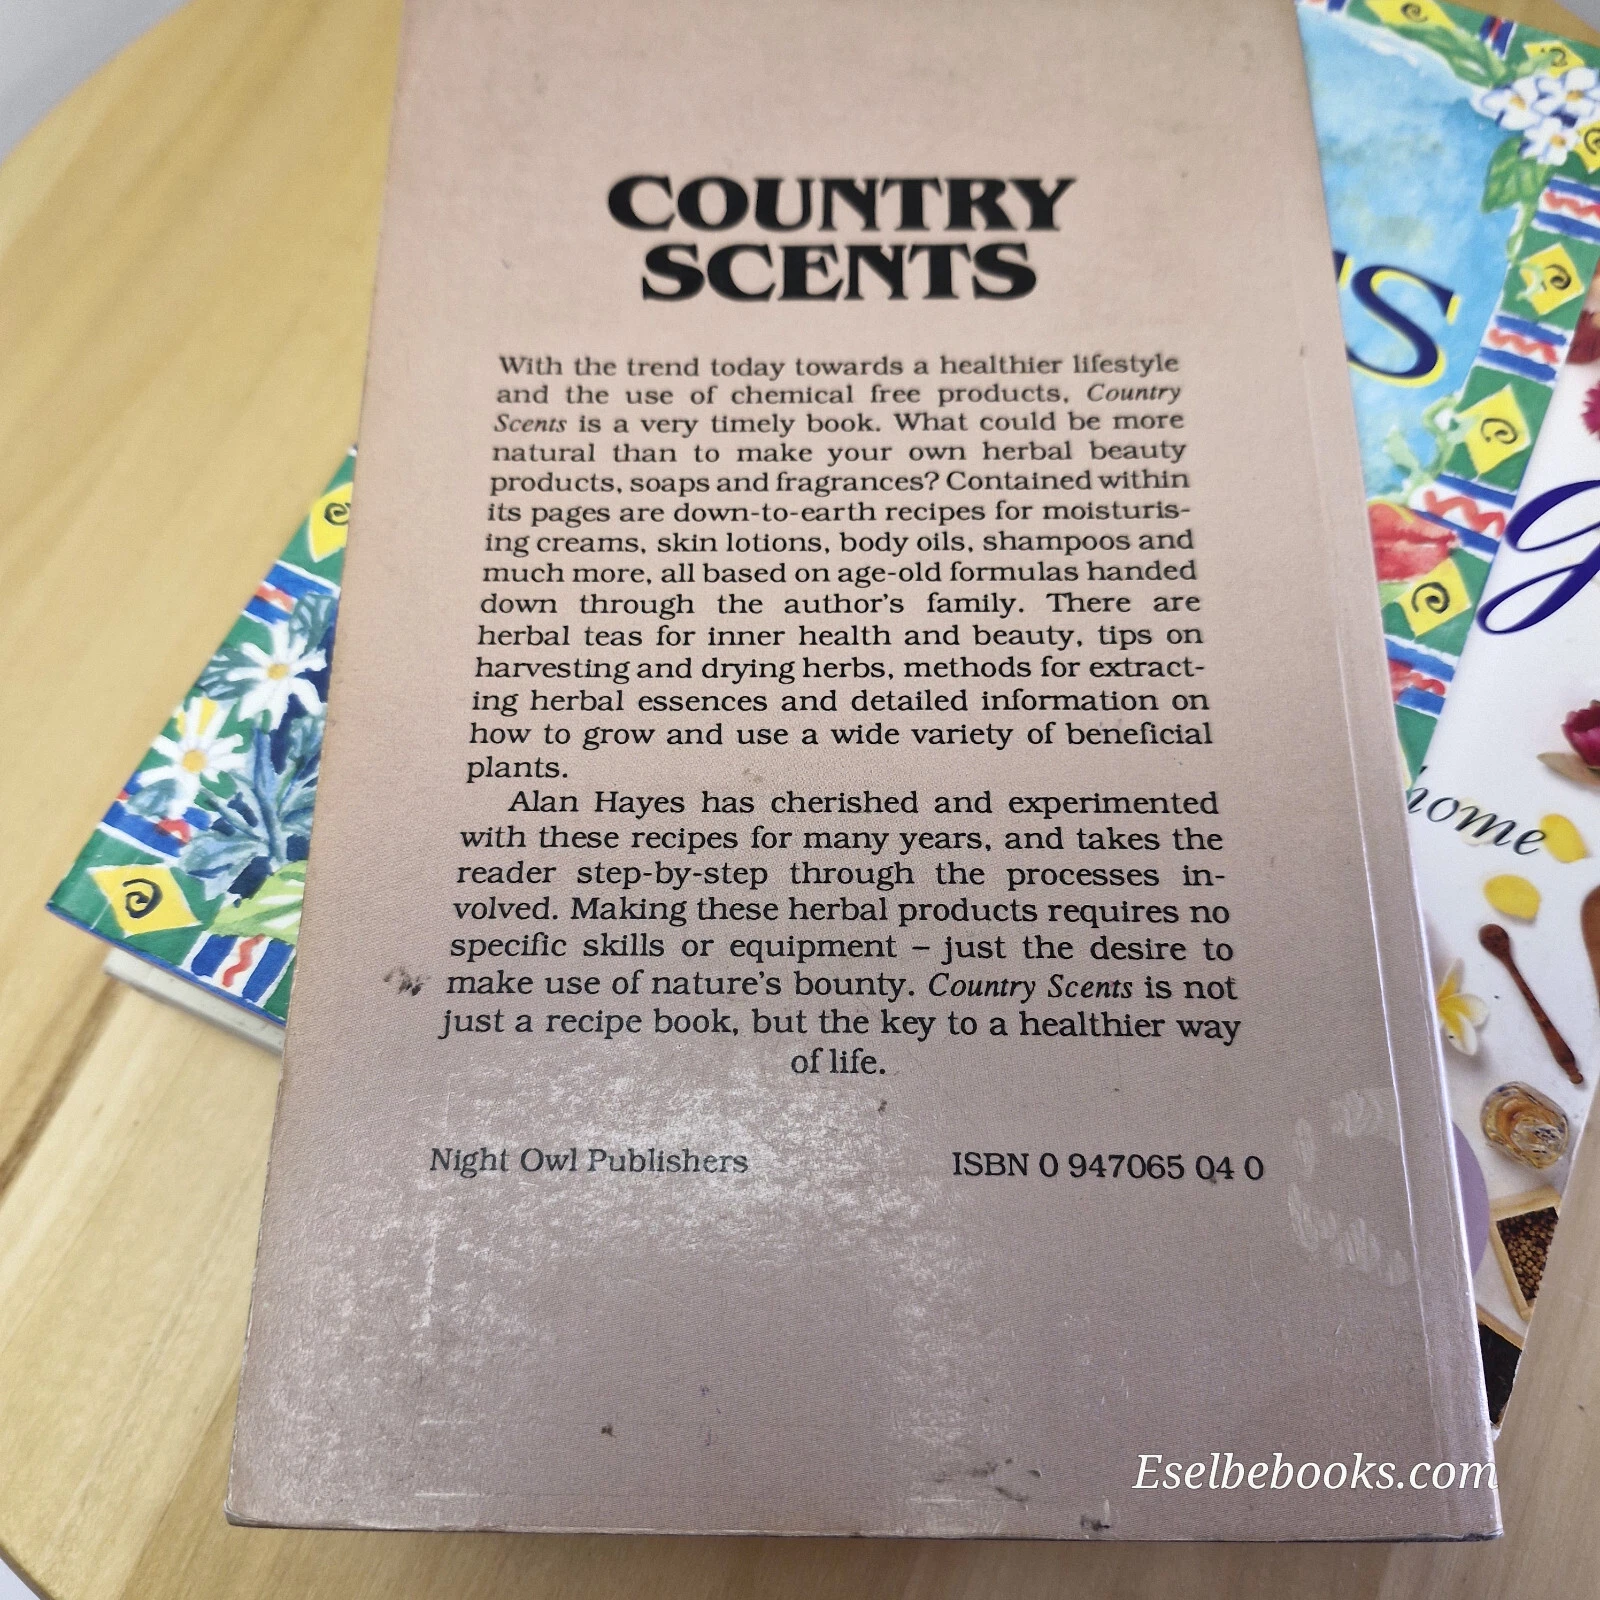 COUNTRY
SCENTS
With the trend today towards a healthier lifestyle
and the use of chemical free products, Country
Scents is a very timely book. What could be more
natural than to make your own herbal beauty
products, soaps and fragrances? Contained within
its pages are down-to-earth recipes for moisturis-
ing creams, skin lotions, body oils, shampoos and
much more, all based on age-old formulas handed
down through the author's family. There are
herbal teas for inner health and beauty, tips on
harvesting and drying herbs, methods for extract-
ing herbal essences and detailed information on
how to grow and use a wide variety of beneficial
plants.
Alan Hayes has cherished and experimented
with these recipes for many years, and takes the
reader step-by-step through the processes in-
volved. Making these herbal products requires no
specific skills or equipment – just the desire to
make use of nature's bounty. Country Scents is not
just a recipe book, but the key to a healthier way
of life.
Night Owl Publishers
ISBN 0 947065 04 0
home
Eselbebooks.com